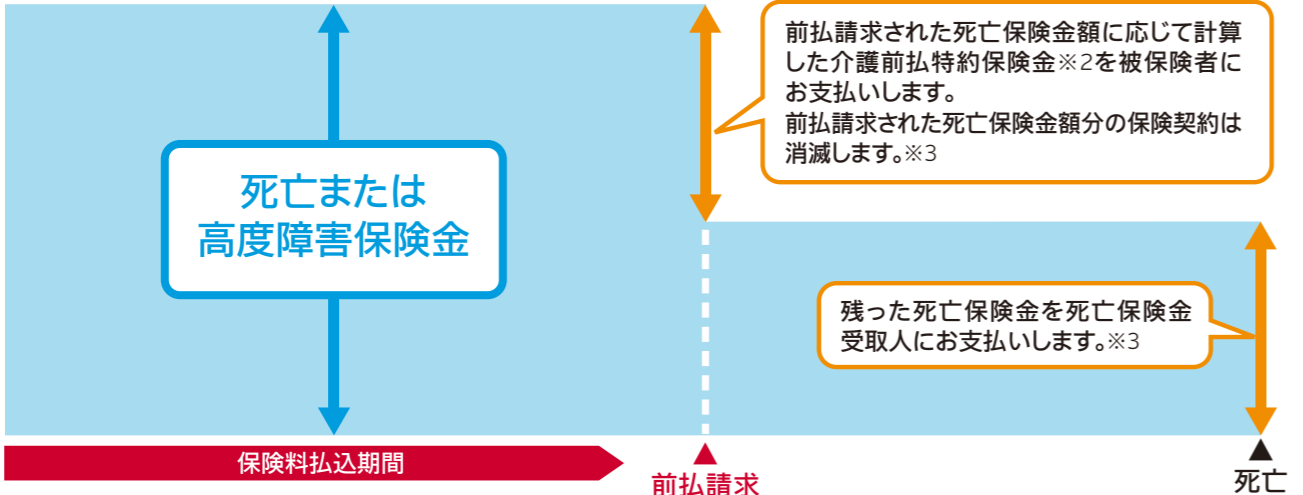 前払請求された死亡保険金額に応じて計算
した介護前払特約保険金※2を被保険者に
お支払いします。
前払請求された死亡保険金額分の保険契約は
消滅します。※3
死亡または
高度障害保険金
残った死亡保険金を死亡保険金
受取人にお支払いします。※3
保険料払込期間
▲
前払請求
▲
死亡